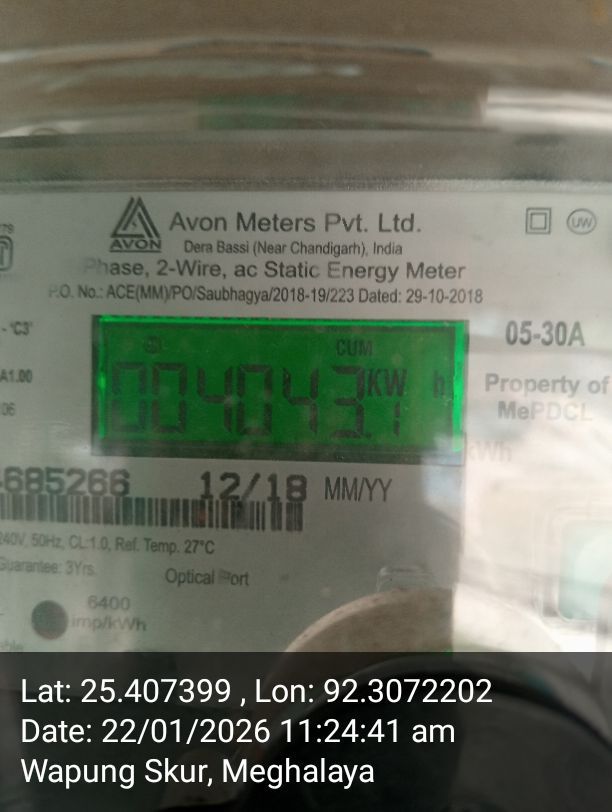 Avon Meters Pvt. Ltd.
AVON
UW
Dera Bassi (Near Chandigarh), India
Phase, 2-Wire, ac Static Energy Meter
P.O. No.: ACE(MM)/PO/Saubhagya/2018-19/223 Dated: 29-10-2018
-'C3'
05-30A
CUM
004043.1 KW h
A1.00
Property of
MePDCL
06
kWh
685266 12/18 MM/YY
240V, 50Hz, CL:1.0, Ref. Temp. 27°C
Guarantee: 3Yrs.
Optical Port
6400
imp/kWh
Lat: 25.407399 , Lon: 92.3072202
Date: 22/01/2026 11:24:41 am
Wapung Skur, Meghalaya